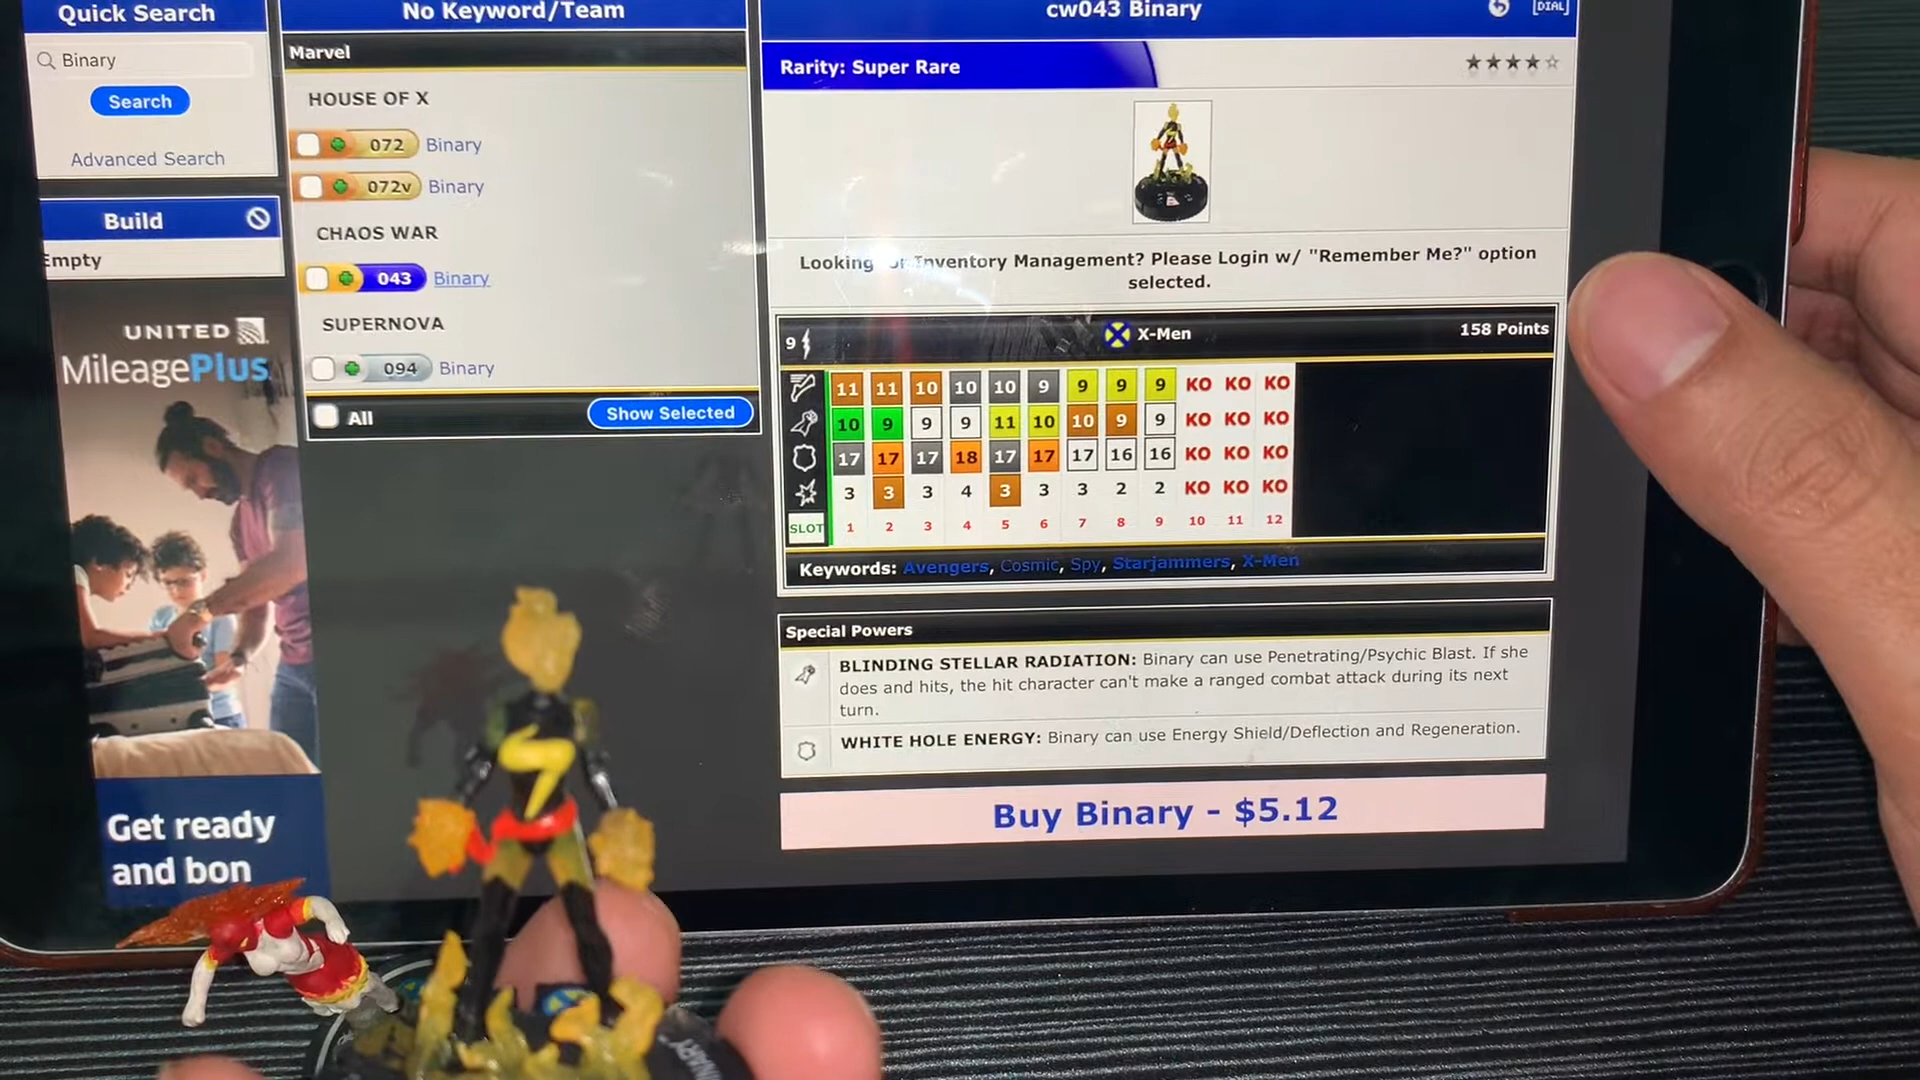 Quick Search
Binary
Search
Advanced Search
Build
Empty
UNITED
MileagePlus
Get ready
and bon
No Keyword/Team
Marvel
HOUSE OF X
072 Binary
072v Binary
CHAOS WAR
043 Binary
SUPERNOVA
094 Binary
All Show Selected
cw043 Binary
[DIAL]
Rarity: Super Rare
Looking Inventory Management? Please Login w/ "Remember Me?" option
selected.
9 X-Men 158 Points
11 11 10 10 10 9 9 9 9 KO KO KO
10 9 9 9 11 10 10 9 9 KO KO KO
17 17 17 18 17 17 17 16 16 KO KO KO
3 3 3 4 3 3 3 2 2 KO KO KO
SLOT 1 2 3 4 5 6 7 8 9 10 11 12
Keywords: Avengers, Cosmic, Spy, Starjammers, X-Men
Special Powers
BLINDING STELLAR RADIATION: Binary can use Penetrating/Psychic Blast. If she
does and hits, the hit character can't make a ranged combat attack during its next
turn.
WHITE HOLE ENERGY: Binary can use Energy Shield/Deflection and Regeneration.
Buy Binary - $5.12
BINARY